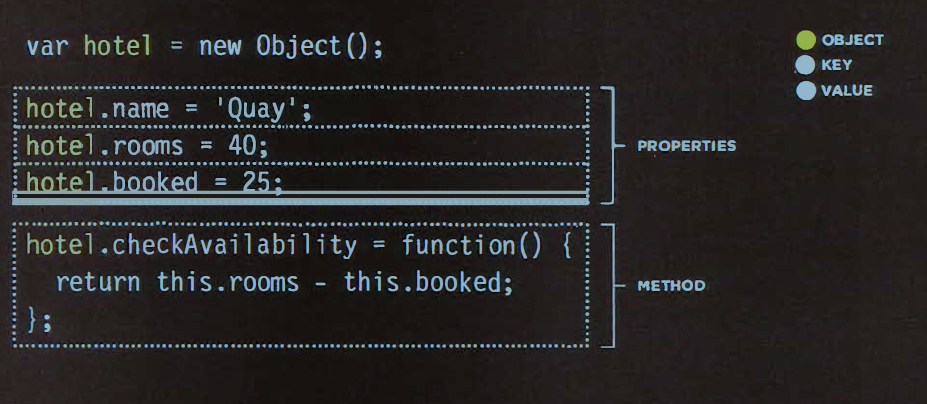 var hotel = new Object();
OBJECT
KEY
VALUE
hotel.name = 'Quay';
hotel.rooms = 40;
hotel.booked = 25;
PROPERTIES
hotel.checkAvailability = function() {
return this.rooms - this.booked;
};
METHOD